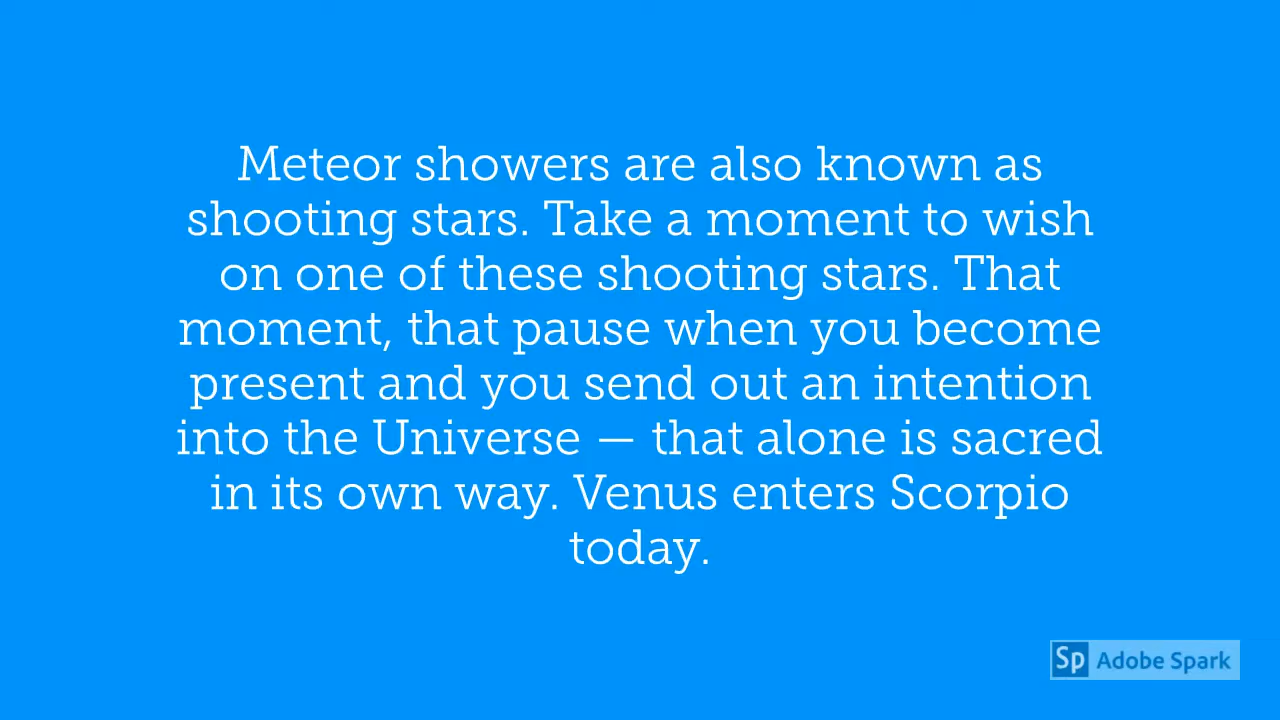 Meteor showers are also known as
shooting stars. Take a moment to wish
on one of these shooting stars. That
moment, that pause when you become
present and you send out an intention
into the Universe — that alone is sacred
in its own way. Venus enters Scorpio
today.
Sp Adobe Spark